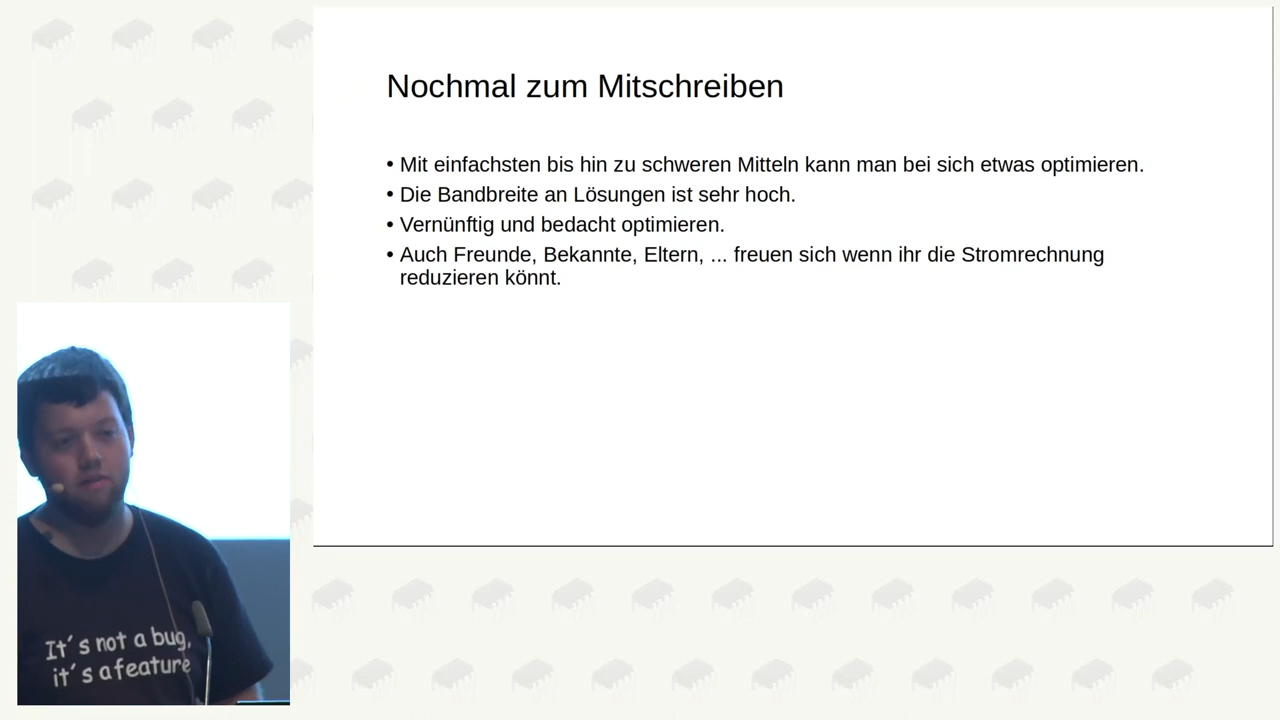 Nochmal zum Mitschreiben
• Mit einfachsten bis hin zu schweren Mitteln kann man bei sich etwas optimieren.
• Die Bandbreite an Lösungen ist sehr hoch.
• Vernünftig und bedacht optimieren.
• Auch Freunde, Bekannte, Eltern, ... freuen sich wenn ihr die Stromrechnung
reduzieren könnt.
It´s not a bug,
it´s a feature